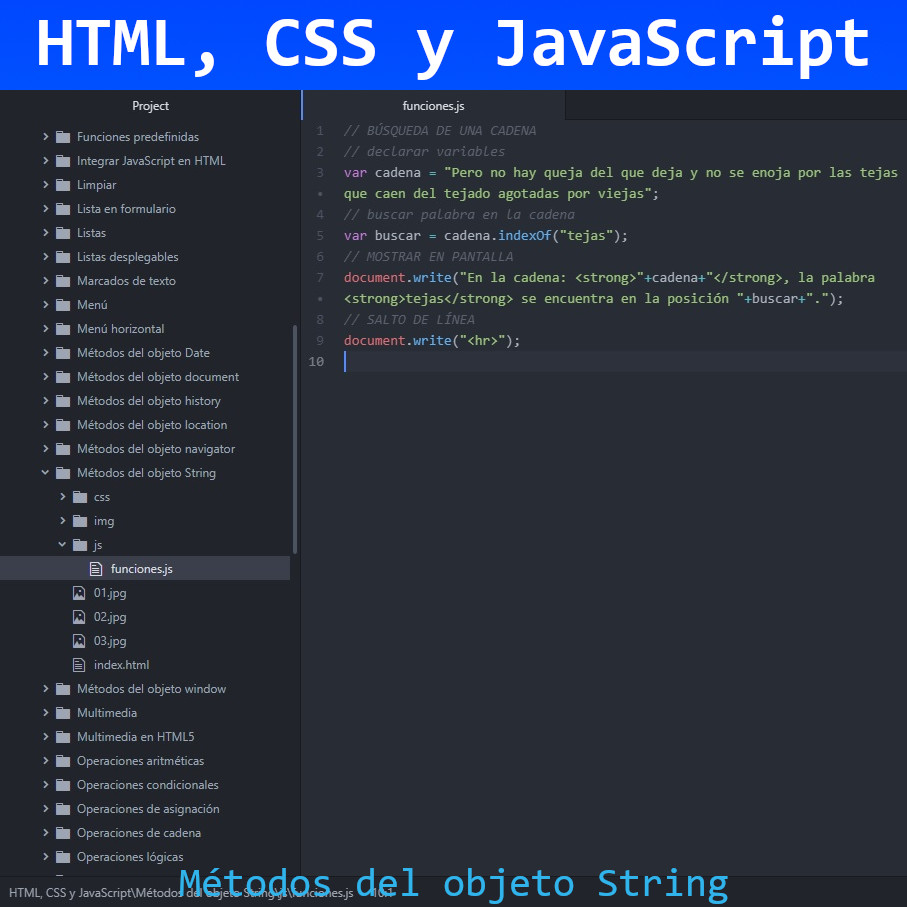 HTML, CSS y JavaScript
Project
Funciones predefinidas
Integrar JavaScript en HTML
Limpiar
Lista en formulario
Listas
Listas desplegables
Marcados de texto
Menú
Menú horizontal
Métodos del objeto Date
Métodos del objeto document
Métodos del objeto history
Métodos del objeto location
Métodos del objeto navigator
Métodos del objeto String
css
img
js
funciones.js
01.jpg
02.jpg
03.jpg
index.html
Métodos del objeto window
Multimedia
Multimedia en HTML5
Operaciones aritméticas
Operaciones condicionales
Operaciones de asignación
Operaciones de cadena
Operaciones lógicas
funciones.js
1 // BÚSQUEDA DE UNA CADENA
2 // declarar variables
3 var cadena = "Pero no hay queja del que deja y no se enoja por las tejas
• que caen del tejado agotadas por viejas";
4 // buscar palabra en la cadena
5 var buscar = cadena.indexOf("tejas");
6 // MOSTRAR EN PANTALLA
7 document.write("En la cadena: <strong>"+cadena+"</strong>, la palabra
• <strong>tejas</strong> se encuentra en la posición "+buscar+".");
8 // SALTO DE LÍNEA
9 document.write("<hr>");
10
HTML, CSS y JavaScript\Métodos del objeto String\js\funciones.js 10:1
Métodos del objeto String